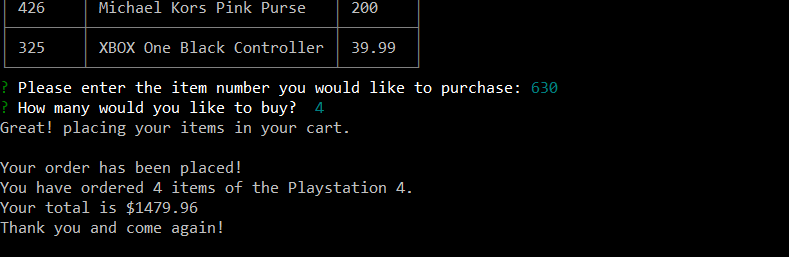 426 Michael Kors Pink Purse 200
325 XBOX One Black Controller 39.99
? Please enter the item number you would like to purchase: 630
? How many would you like to buy? 4
Great! placing your items in your cart.
Your order has been placed!
You have ordered 4 items of the Playstation 4.
Your total is $1479.96
Thank you and come again!